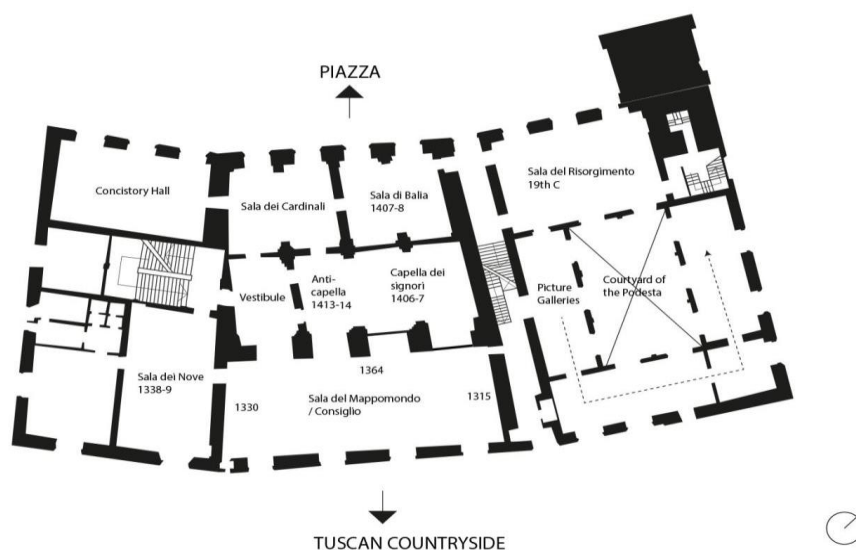 PIAZZA
Concistory Hall
Sala dei Cardinali
Sala di Balia
1407-8
Sala del Risorgimento
19th C
Vestibule
Anti-
capella
1413-14
Capella dei
signori
1406-7
Picture
Galleries
Courtyard of
the Podesta
Sala dei Nove
1338-9
1330
1364
Sala del Mappomondo
/ Consiglio
1315
TUSCAN COUNTRYSIDE